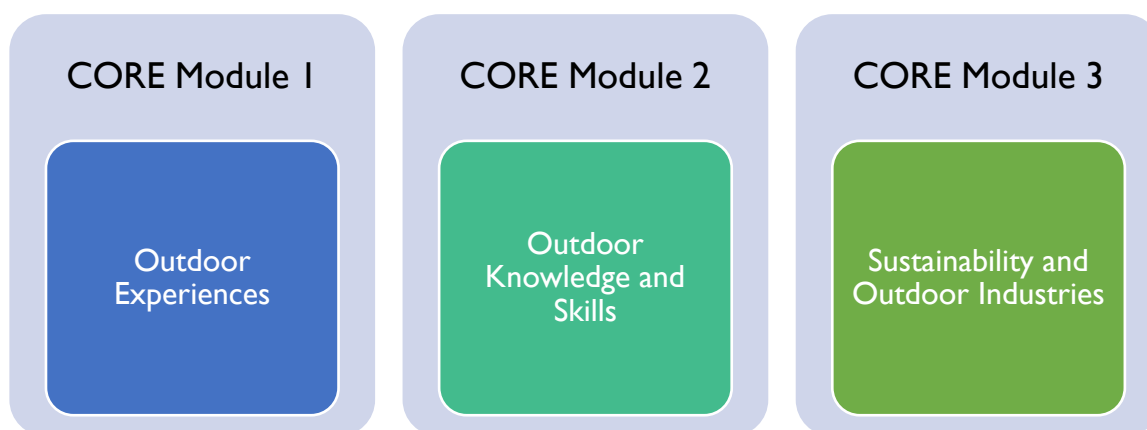 CORE Module 1
Outdoor
Experiences
CORE Module 2
Outdoor
Knowledge and
Skills
CORE Module 3
Sustainability and
Outdoor Industries